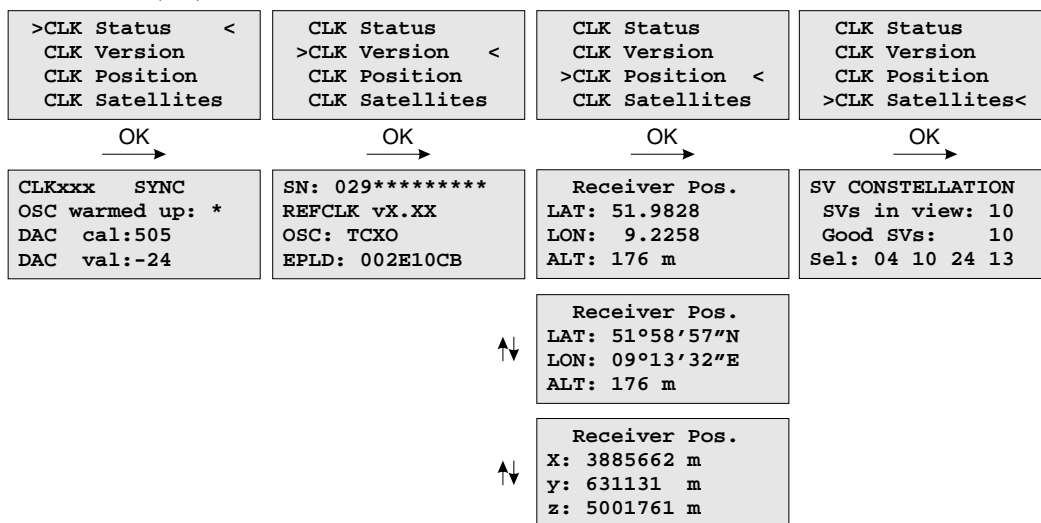 >CLK Status <
CLK Version
CLK Position
CLK Satellites
CLK Status
>CLK Version <
CLK Position
CLK Satellites
CLK Status
CLK Version
>CLK Position <
CLK Satellites
CLK Status
CLK Version
CLK Position
>CLK Satellites<
OK
OK
OK
OK
CLKxxx SYNC
OSC warmed up: *
DAC cal:505
DAC val:-24
SN: 029*********
REFCLK vX.XX
OSC: TCXO
EPLD: 002E10CB
Receiver Pos.
LAT: 51.9828
LON: 9.2258
ALT: 176 m
SV CONSTELLATION
SVs in view: 10
Good SVs: 10
Sel: 04 10 24 13
Receiver Pos.
LAT: 51°58′57″N
LON: 09°13′32″E
ALT: 176 m
Receiver Pos.
X: 3885662 m
y: 631131 m
z: 5001761 m